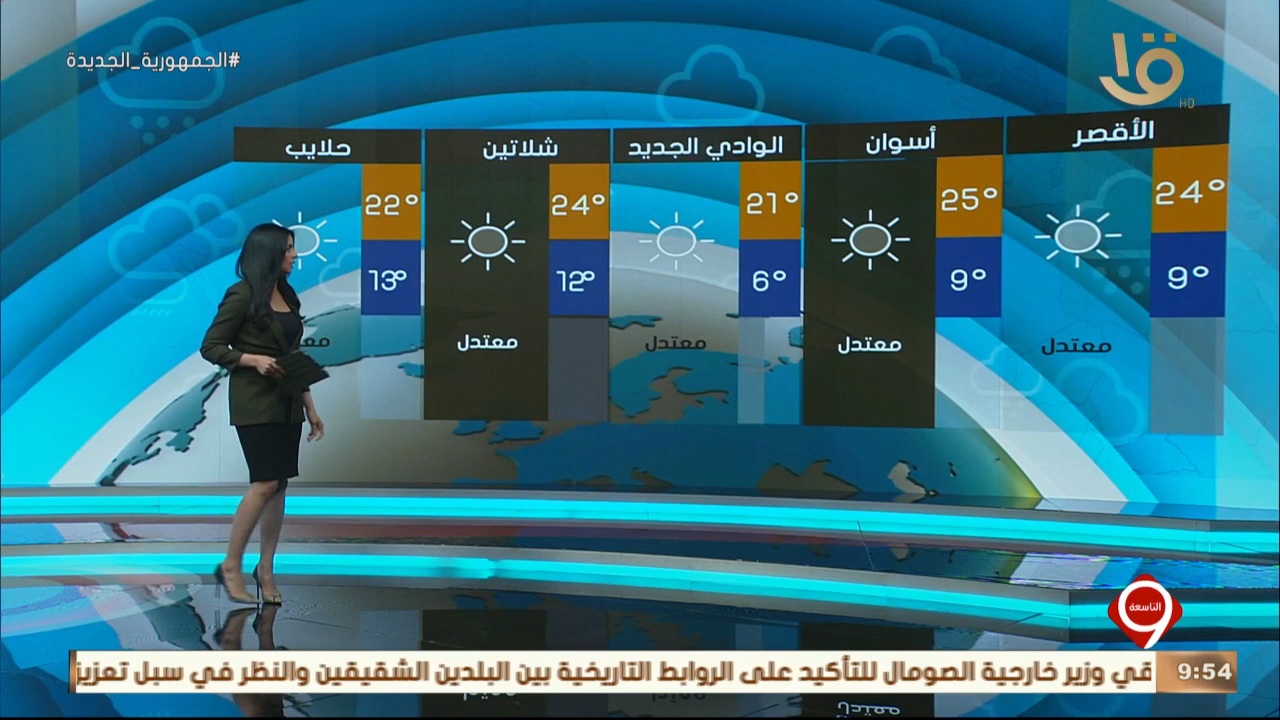 #الجمهورية_الجديدة
HD
الأقصر
24°
9°
معتدل
أسوان
25°
9°
معتدل
الوادي الجديد
21°
6°
معتدل
شلاتين
24°
12°
معتدل
حلايب
22°
13°
التاسعة
9
قي وزير خارجية الصومال للتأكيد على الروابط التاريخية بين البلدين الشقيقين والنظر في سبل تعزيز
9:54